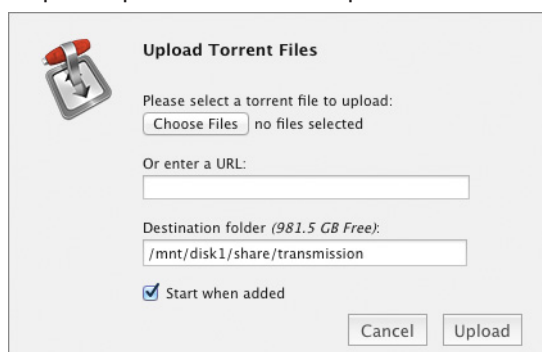 Upload Torrent Files
Please select a torrent file to upload:
Choose Files no files selected
Or enter a URL:
Destination folder (981.5 GB Free):
/mnt/disk1/share/transmission
Start when added
Cancel Upload